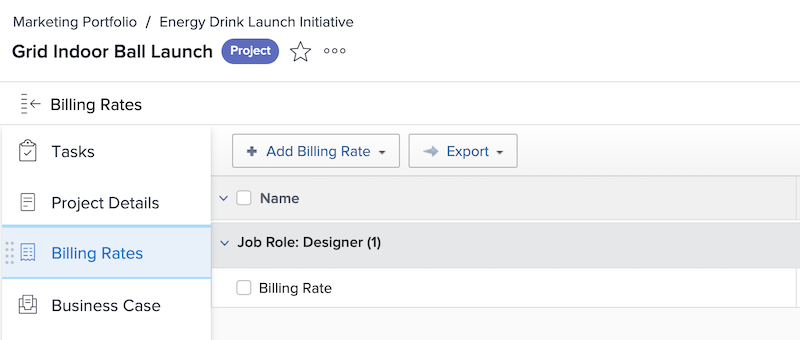 Marketing Portfolio / Energy Drink Launch Initiative
Grid Indoor Ball Launch Project
Billing Rates
Tasks
Project Details
Billing Rates
Business Case
Add Billing Rate Export
Name
Job Role: Designer (1)
Billing Rate